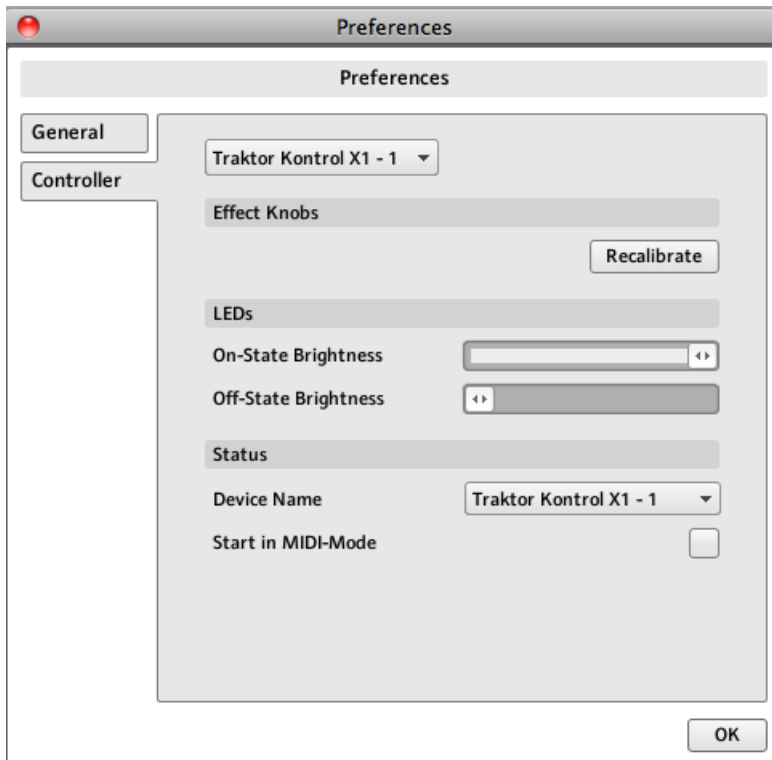 Preferences
Preferences
General
Controller
Traktor Kontrol X1 - 1
Effect Knobs
Recalibrate
LEDs
On-State Brightness
Off-State Brightness
Status
Device Name Traktor Kontrol X1 - 1
Start in MIDI-Mode
OK